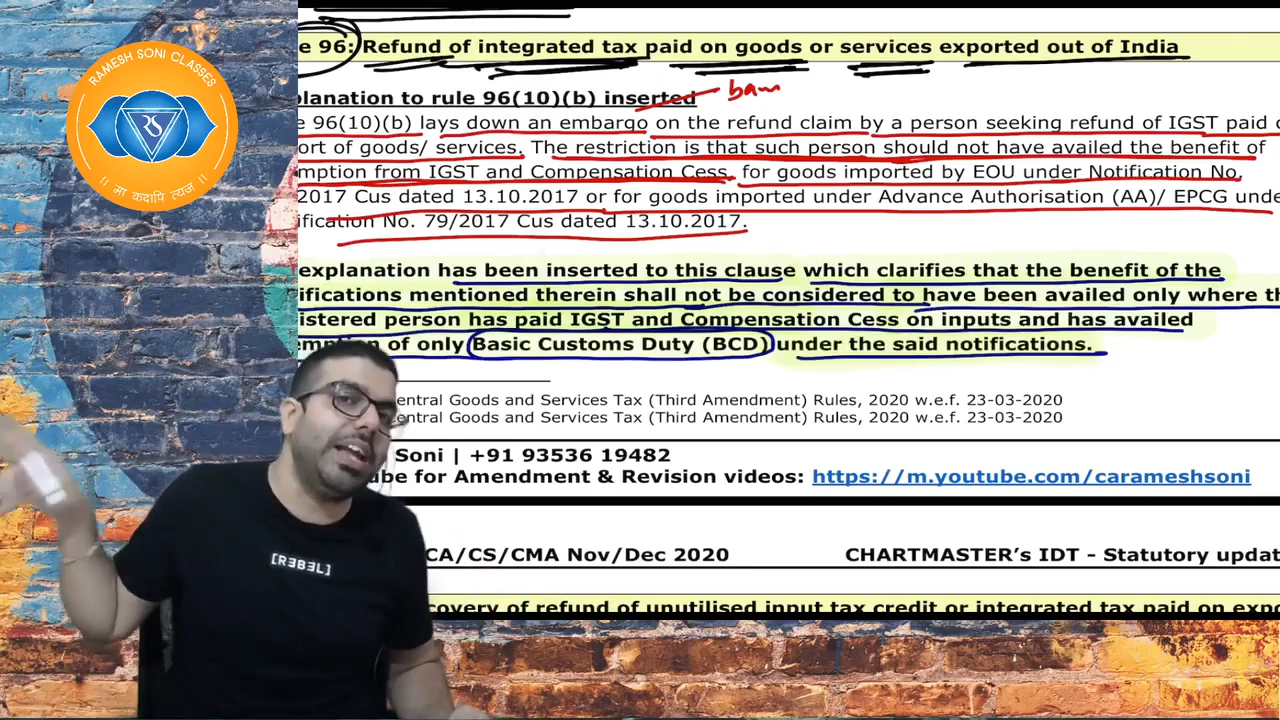 RAMESH SONI CLASSES
॥ मा कदापि त्यज ॥
e 96: Refund of integrated tax paid on goods or services exported out of India
lanation to rule 96(10)(b) inserted
e 96(10)(b) lays down an embargo on the refund claim by a person seeking refund of IGST paid o
ort of goods/ services. The restriction is that such person should not have availed the benefit of
mption from IGST and Compensation Cess, for goods imported by EOU under Notification No.
2017 Cus dated 13.10.2017 or for goods imported under Advance Authorisation (AA)/ EPCG unde
ification No. 79/2017 Cus dated 13.10.2017.
explanation has been inserted to this clause which clarifies that the benefit of the
ifications mentioned therein shall not be considered to have been availed only where th
istered person has paid IGST and Compensation Cess on inputs and has availed
emption of only Basic Customs Duty (BCD) under the said notifications.
entral Goods and Services Tax (Third Amendment) Rules, 2020 w.e.f. 23-03-2020
entral Goods and Services Tax (Third Amendment) Rules, 2020 w.e.f. 23-03-2020
Soni | +91 93536 19482
ube for Amendment & Revision videos: https://m.youtube.com/carameshsoni
[REBEL]
CA/CS/CMA Nov/Dec 2020 CHARTMASTER's IDT - Statutory updat
covery of refund of unutilised input tax credit or integrated tax paid on expo